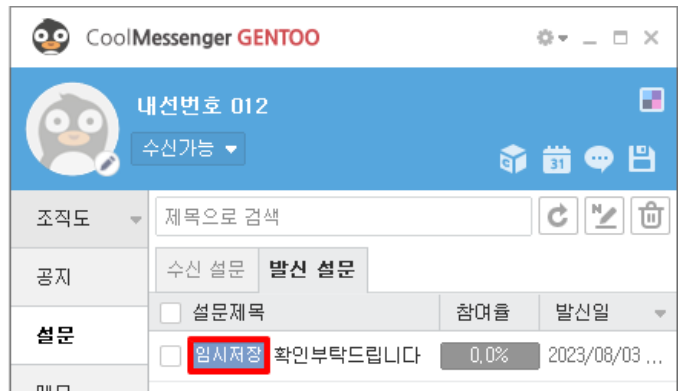 CoolMessenger GENTOO
내선번호 012
수신가능
31
조직도
제목으로 검색
N
공지
수신 설문 발신 설문
설문
설문제목 참여율 발신일
임시저장 확인부탁드립니다 0,0% 2023/08/03 ...